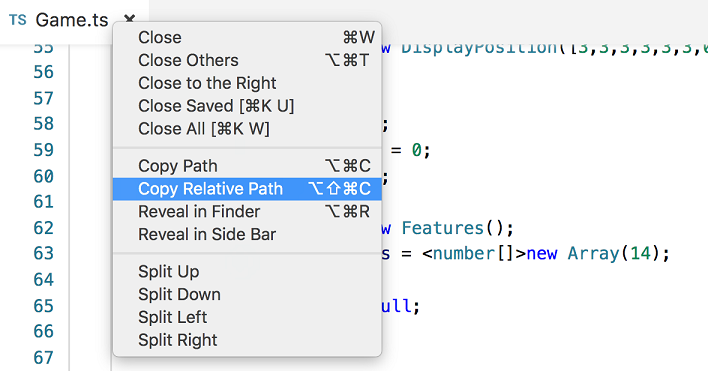 TS Game.ts ×
55 w DisplayPosition([3,3,3,3,3,3,
56
57
58 ;
59 = 0;
60 ;
61
62 w Features();
63 s = <number[]>new Array(14);
64
65 ull;
66
67
Close ⌘W
Close Others ⌥⌘T
Close to the Right
Close Saved [⌘K U]
Close All [⌘K W]
Copy Path ⌥⌘C
Copy Relative Path ⌥⇧⌘C
Reveal in Finder ⌥⌘R
Reveal in Side Bar
Split Up
Split Down
Split Left
Split Right